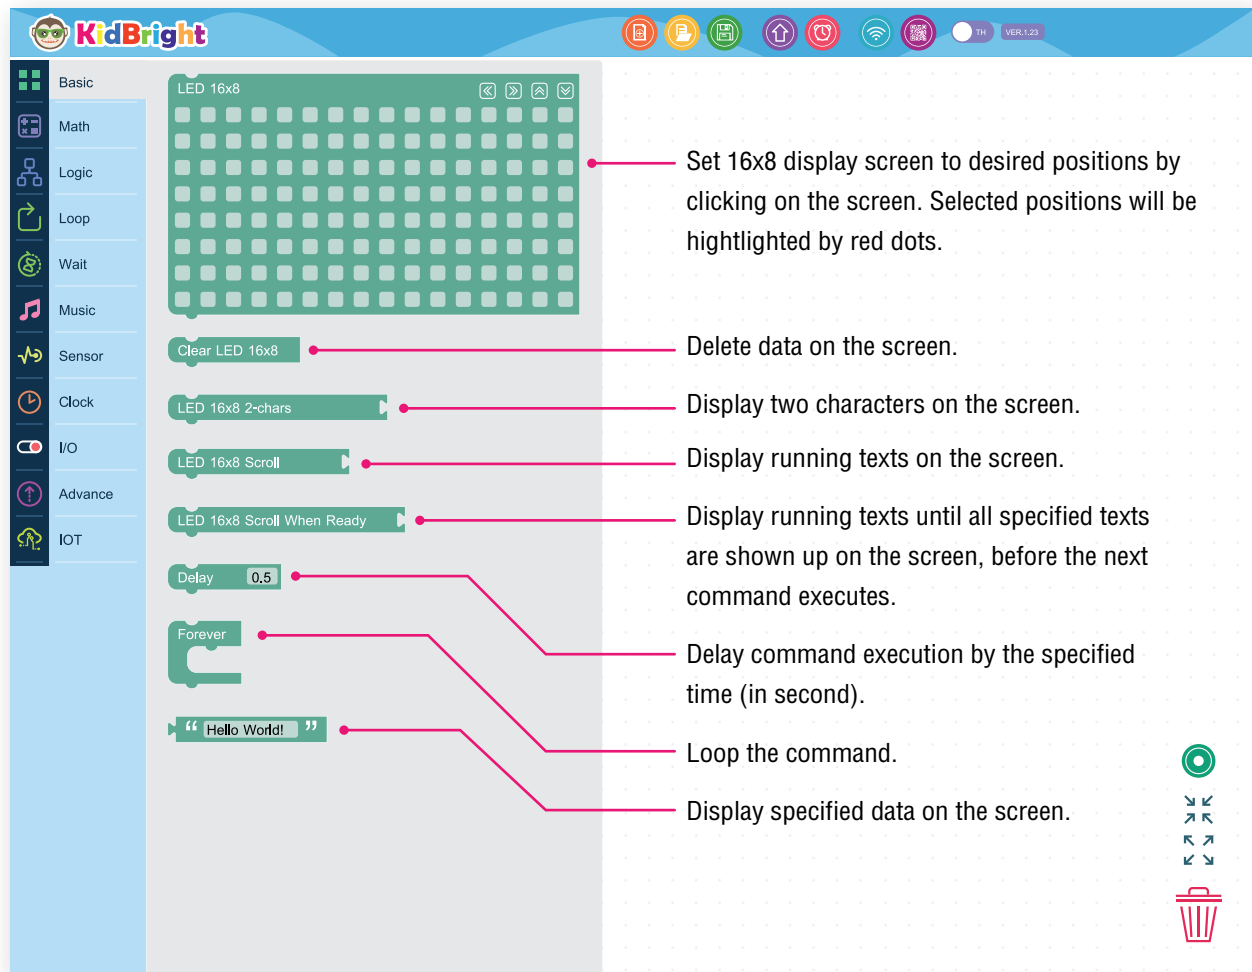 KidBright
TH
VER.1.23
Basic
Math
Logic
Loop
Wait
Music
Sensor
Clock
I/O
Advance
IOT
LED 16x8
Set 16x8 display screen to desired positions by
clicking on the screen. Selected positions will be
hightlighted by red dots.
Clear LED 16x8
Delete data on the screen.
LED 16x8 2-chars
Display two characters on the screen.
LED 16x8 Scroll
Display running texts on the screen.
LED 16x8 Scroll When Ready
Display running texts until all specified texts
are shown up on the screen, before the next
command executes.
Delay 0.5
Delay command execution by the specified
time (in second).
Forever
Loop the command.
“ Hello World! ”
Display specified data on the screen.